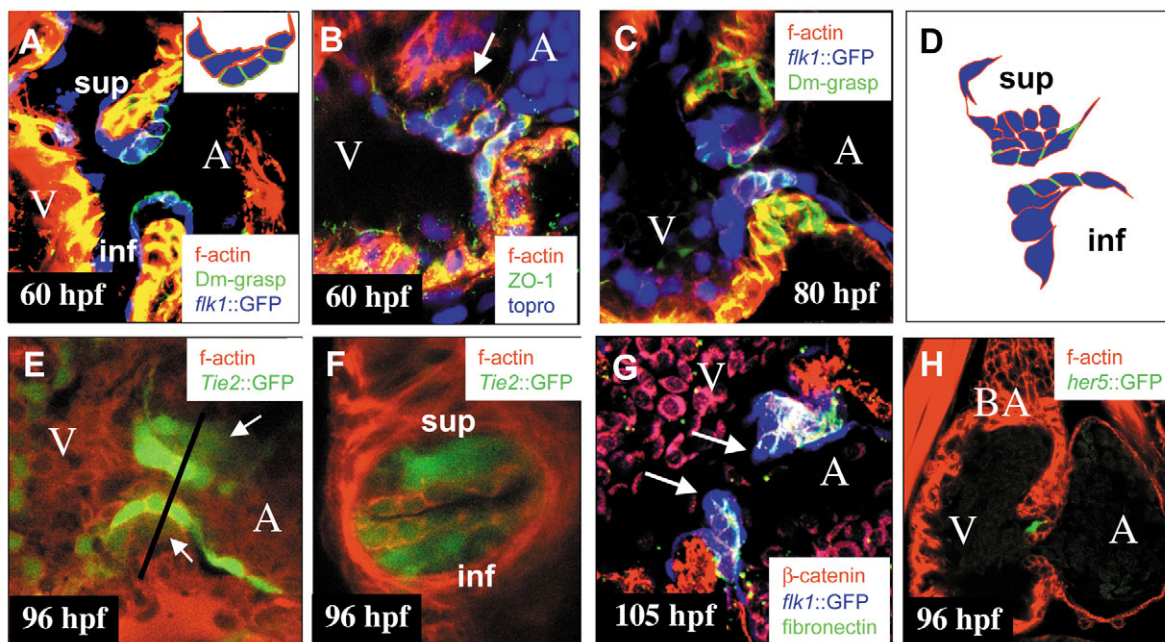 A
sup
A
V
inf
f-actin
Dm-grasp
flk1::GFP
60 hpf
B
A
V
f-actin
ZO-1
topro
60 hpf
C
f-actin
flk1::GFP
Dm-grasp
A
V
80 hpf
D
sup
inf
E
f-actin
Tie2::GFP
V
A
96 hpf
F
f-actin
Tie2::GFP
sup
inf
96 hpf
G
V
A
β-catenin
flk1::GFP
fibronectin
105 hpf
H
f-actin
her5::GFP
BA
V
A
96 hpf